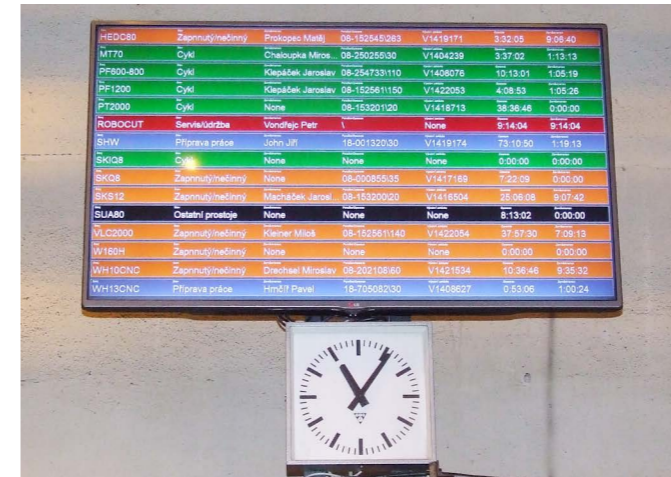 HEDC80 Zapnnutý/nečinný Prokopec Matěj 08-152545\263 V1419171 3:32:05 9:06:40
MT70 Cykl Chaloupka Miros... 08-250255\30 V1404239 3:37:02 1:13:13
PF600-800 Cykl Klepáček Jaroslav 08-254733\110 V1408076 10:13:01 1:05:19
PF1200 Cykl Klepáček Jaroslav 08-152561\150 V1422053 4:08:53 1:05:26
PT2000 Cykl None 08-153201\20 V1418713 38:36:46 0:00:00
ROBOCUT Servis/údržba Vondřejc Petr \ None 9:14:04 9:14:04
SHW Příprava práce John Jiří 18-001320\30 V1419174 73:10:50 1:19:13
SKIQ8 Cykl None None None 0:00:00 0:00:00
SKQ8 Zapnnutý/nečinný None 08-000855\35 V1417169 7:22:09 0:00:00
SKS12 Zapnnutý/nečinný Macháček Jarosl... 08-153200\20 V1416504 25:06:08 9:07:42
SUA80 Ostatní prostoje None None None 8:13:02 0:00:00
VLC2000 Zapnnutý/nečinný Kleiner Miloš 08-152561\140 V1422084 37:57:30 7:09:13
W160H Zapnnutý/nečinný None None None 0:00:00 0:00:00
WH10CNC Zapnnutý/nečinný Drechsel Miroslav 08-202108\60 V1421534 10:36:46 9:35:32
WH13CNC Příprava práce Hrnčíř Pavel 18-705082\30 V1408627 0:53:06 1:00:24